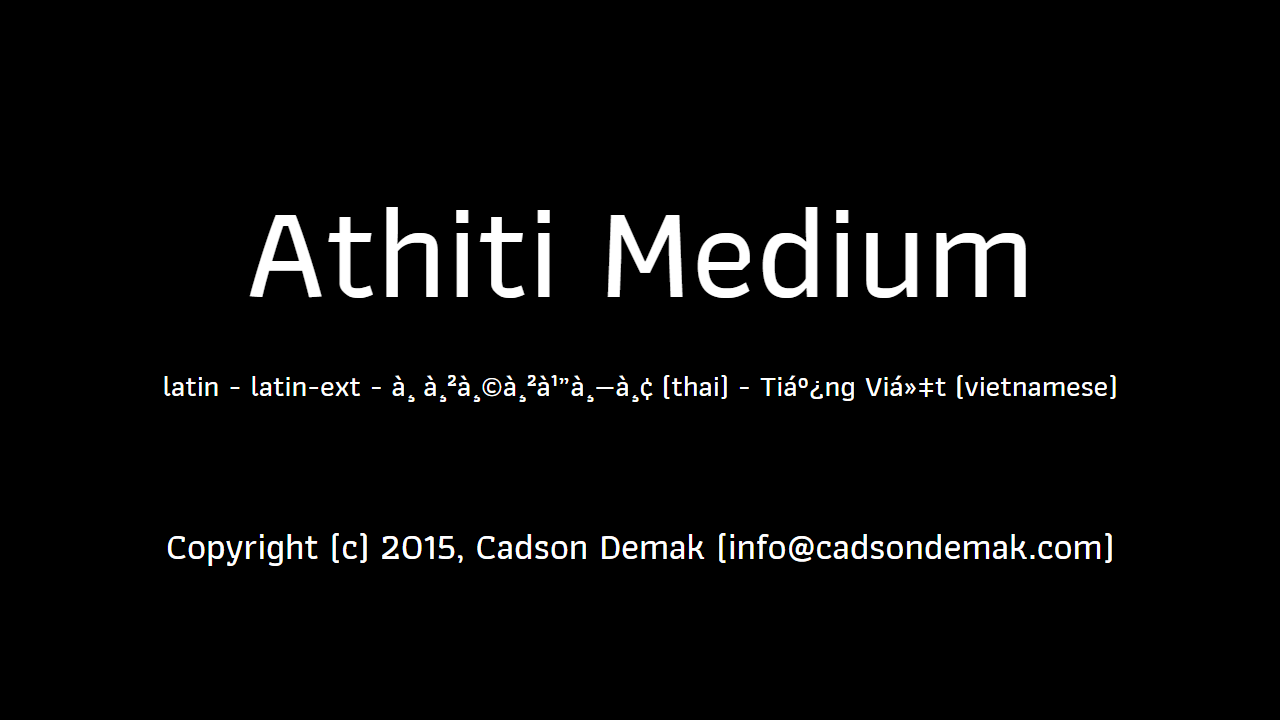 Athiti Medium
latin - latin-ext - à¸ à¸²à¸©à¸²à¹”à¸—à¸¢ (thai) - Tiáº¿ng Viá»‡t (vietnamese)
Copyright (c) 2015, Cadson Demak (info@cadsondemak.com)